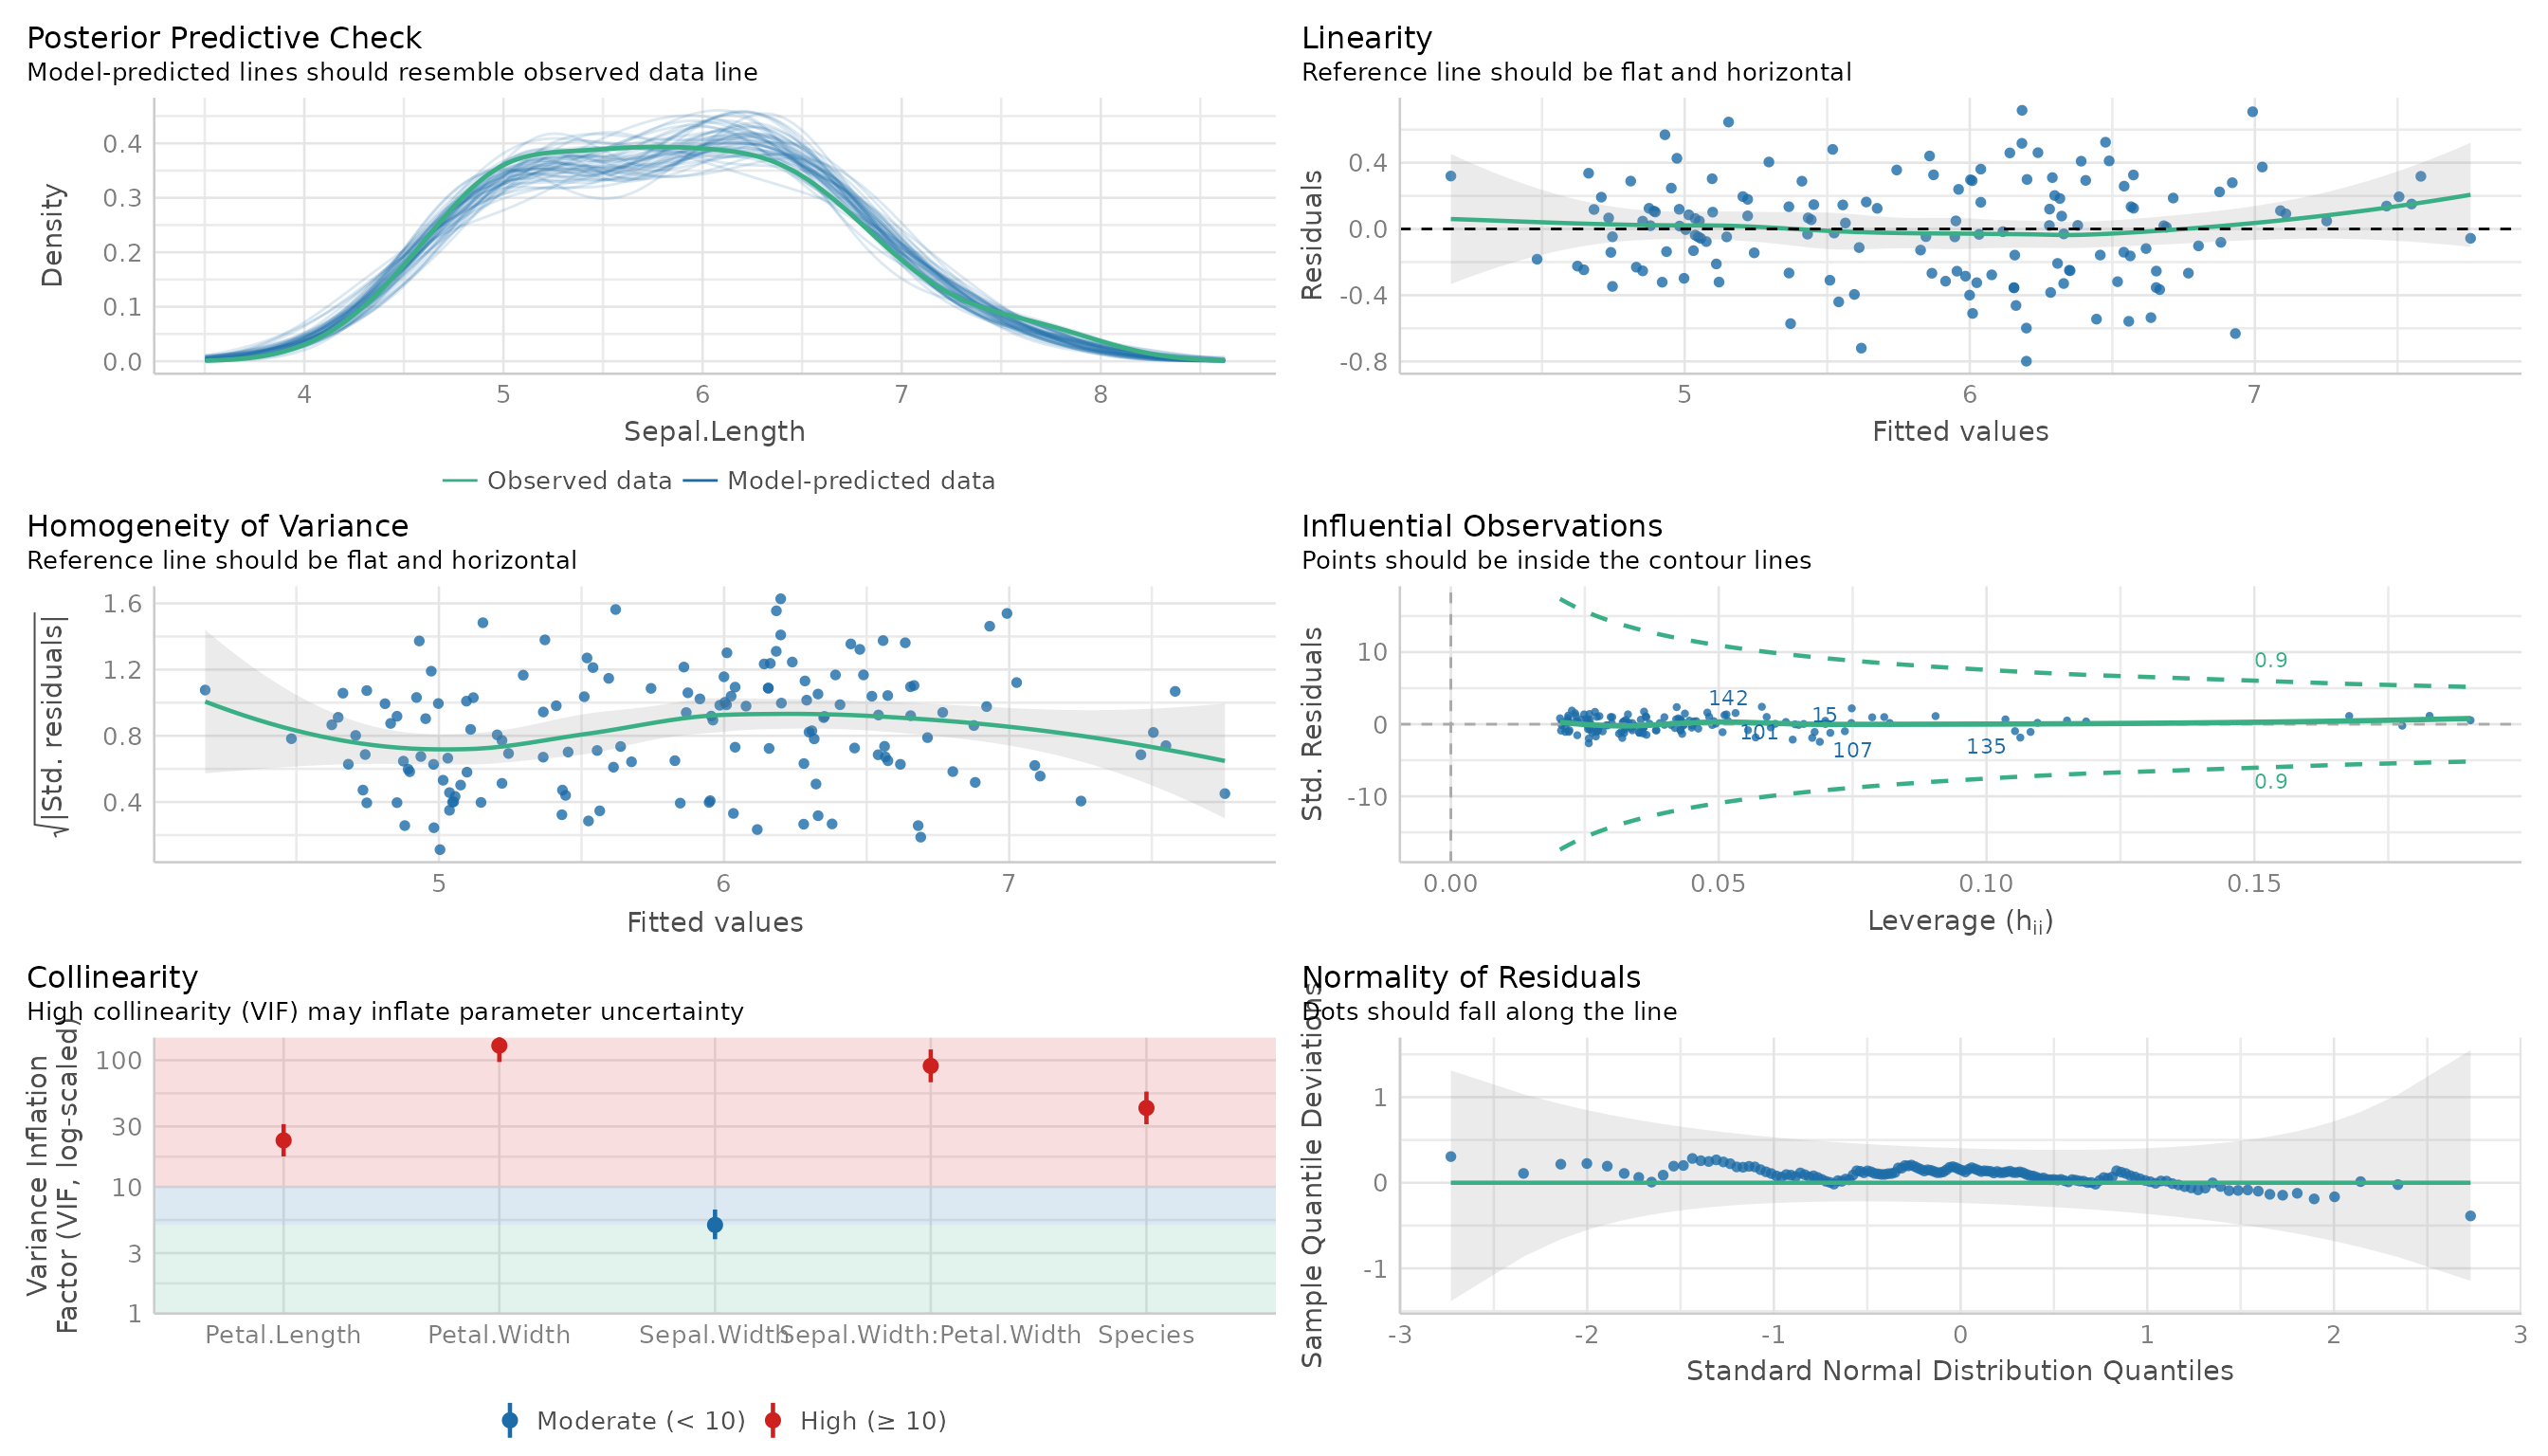 Posterior Predictive Check
Model-predicted lines should resemble observed data line
Density
0.4
0.3
0.2
0.1
0.0
4 5 6 7 8
Sepal.Length
Observed data Model-predicted data
Linearity
Reference line should be flat and horizontal
Residuals
0.4
0.0
-0.4
-0.8
5 6 7
Fitted values
Homogeneity of Variance
Reference line should be flat and horizontal
√|Std. residuals|
1.6
1.2
0.8
0.4
5 6 7
Fitted values
Influential Observations
Points should be inside the contour lines
Std. Residuals
10
0
-10
0.9
142
15
101
107
135
0.9
0.00 0.05 0.10 0.15
Leverage (hii)
Collinearity
High collinearity (VIF) may inflate parameter uncertainty
Variance Inflation
Factor (VIF, log-scaled)
100
30
10
3
1
Petal.Length Petal.Width Sepal.Width Sepal.Width:Petal.Width Species
Moderate (< 10) High (≥ 10)
Normality of Residuals
Dots should fall along the line
Sample Quantile Deviations
1
0
-1
-3 -2 -1 0 1 2 3
Standard Normal Distribution Quantiles